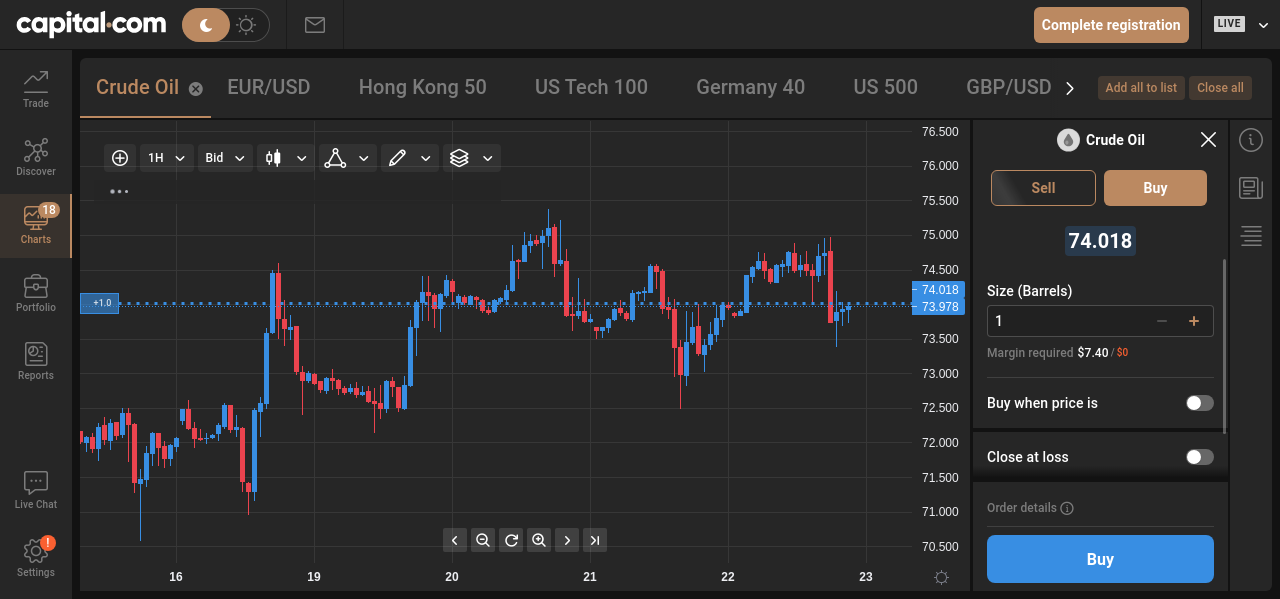 capital.com
Complete registration
LIVE
Trade
Discover
18
Charts
Portfolio
Reports
Live Chat
!
Settings
Crude Oil
EUR/USD
Hong Kong 50
US Tech 100
Germany 40
US 500
GBP/USD
Add all to list
Close all
1H
Bid
+1.0
76.500
76.000
75.500
75.000
74.500
74.018
73.978
73.500
73.000
72.500
72.000
71.500
71.000
70.500
16
19
20
21
22
23
Crude Oil
Sell
Buy
74.018
Size (Barrels)
1
Margin required $7.40 / $0
Buy when price is
Close at loss
Order details
Buy